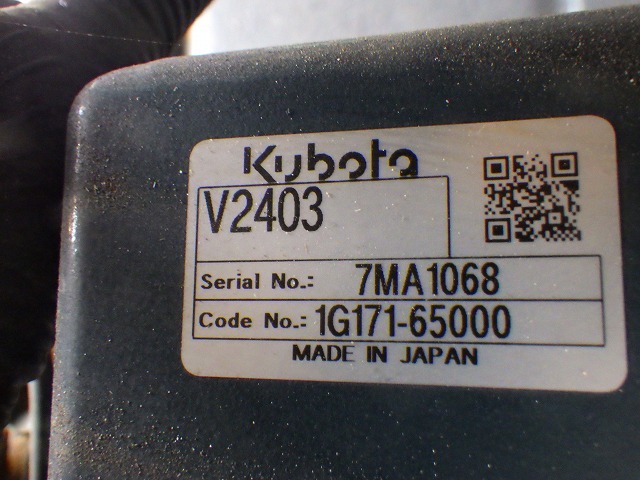 Kubota
V2403
Serial No.: 7MA1068
Code No.: 1G171-65000
MADE IN JAPAN